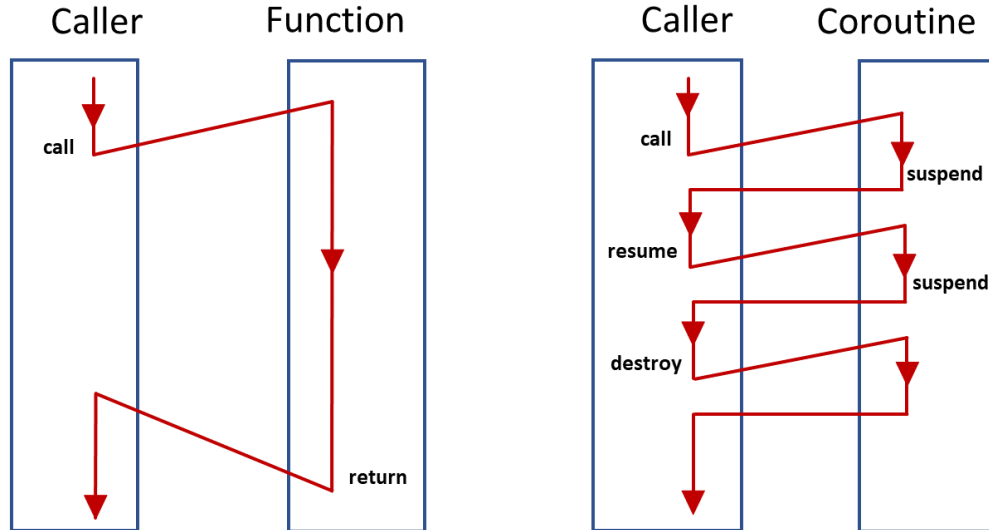 Caller
Function
call
return
Caller
Coroutine
call
suspend
resume
suspend
destroy